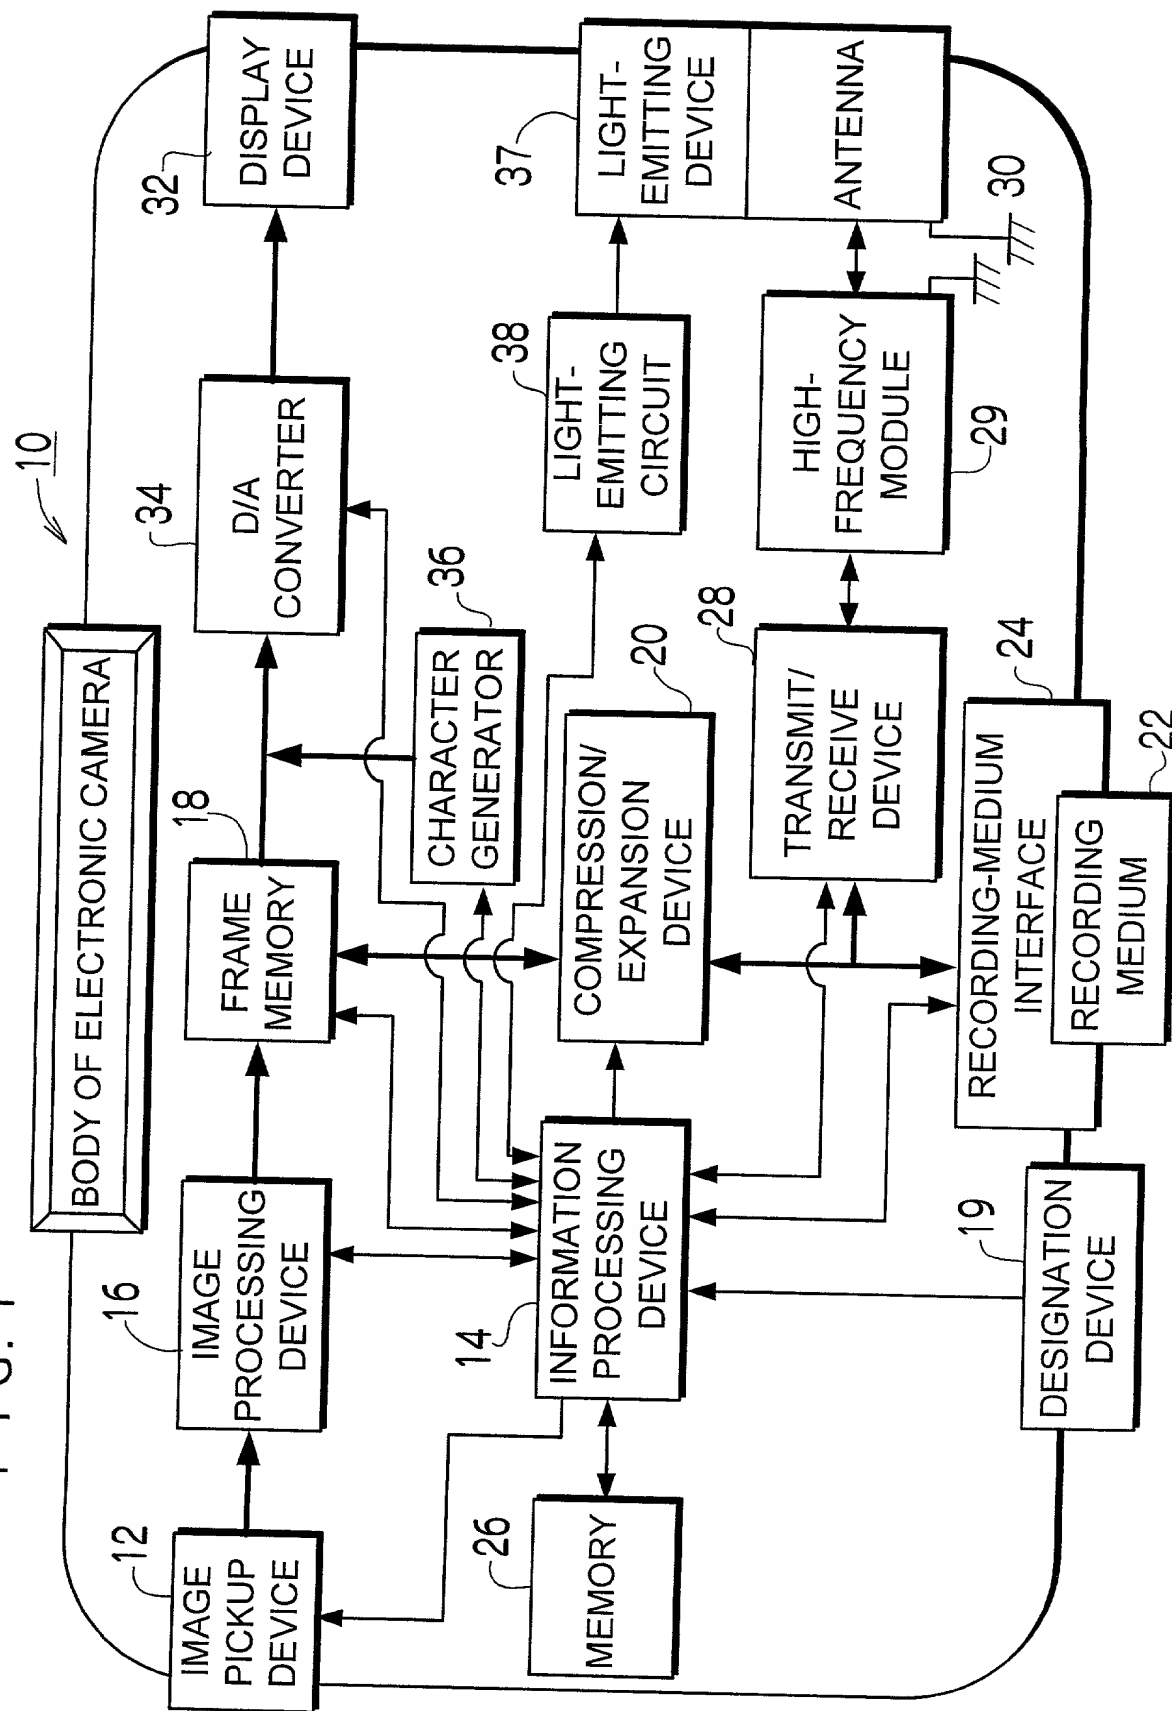 FIG. 1
10
BODY OF ELECTRONIC CAMERA
12
IMAGE
PICKUP
DEVICE
16
IMAGE
PROCESSING
DEVICE
18
FRAME
MEMORY
34
D/A
CONVERTER
32
DISPLAY
DEVICE
36
CHARACTER
GENERATOR
38
LIGHT-
EMITTING
CIRCUIT
37
LIGHT-
EMITTING
DEVICE
ANTENNA
30
26
MEMORY
14
INFORMATION
PROCESSING
DEVICE
20
COMPRESSION/
EXPANSION
DEVICE
28
TRANSMIT/
RECEIVE
DEVICE
HIGH-
FREQUENCY
MODULE
29
19
DESIGNATION
DEVICE
24
RECORDING-MEDIUM
INTERFACE
22
RECORDING
MEDIUM